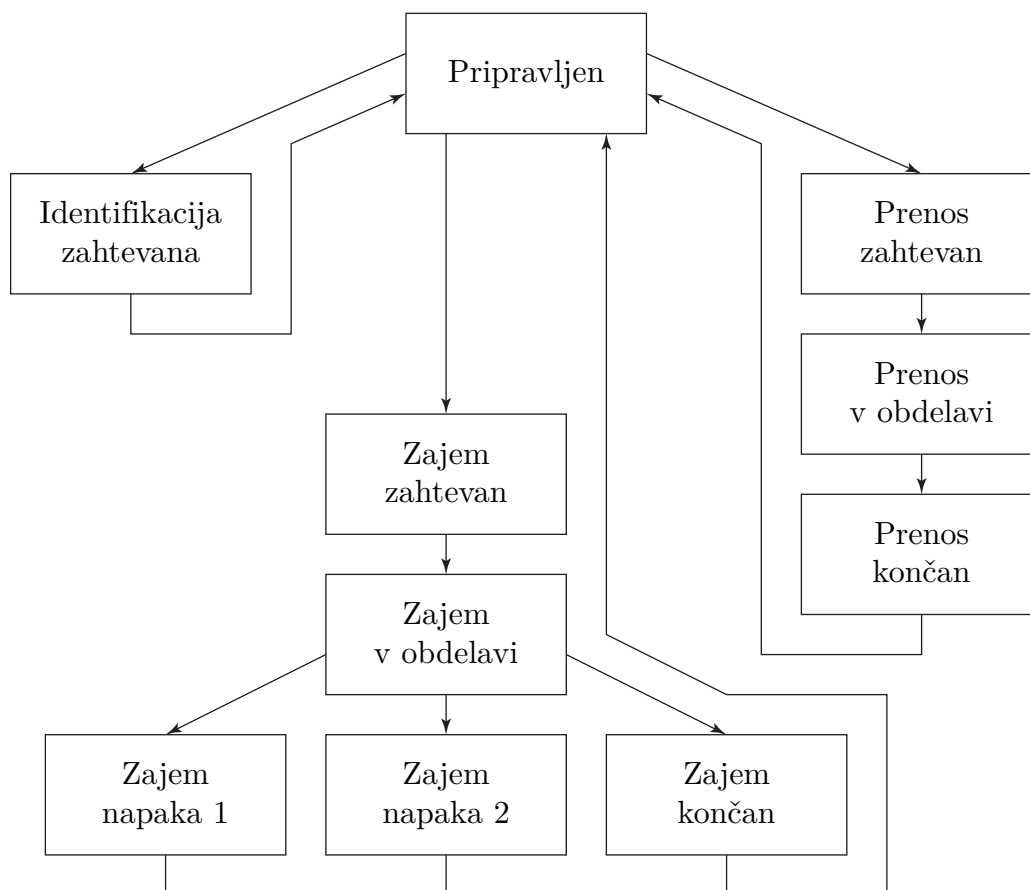 Pripravljen
Identifikacija
zahtevana
Prenos
zahtevan
Prenos
v obdelavi
Zajem
zahtevan
Prenos
končan
Zajem
v obdelavi
Zajem
napaka 1
Zajem
napaka 2
Zajem
končan